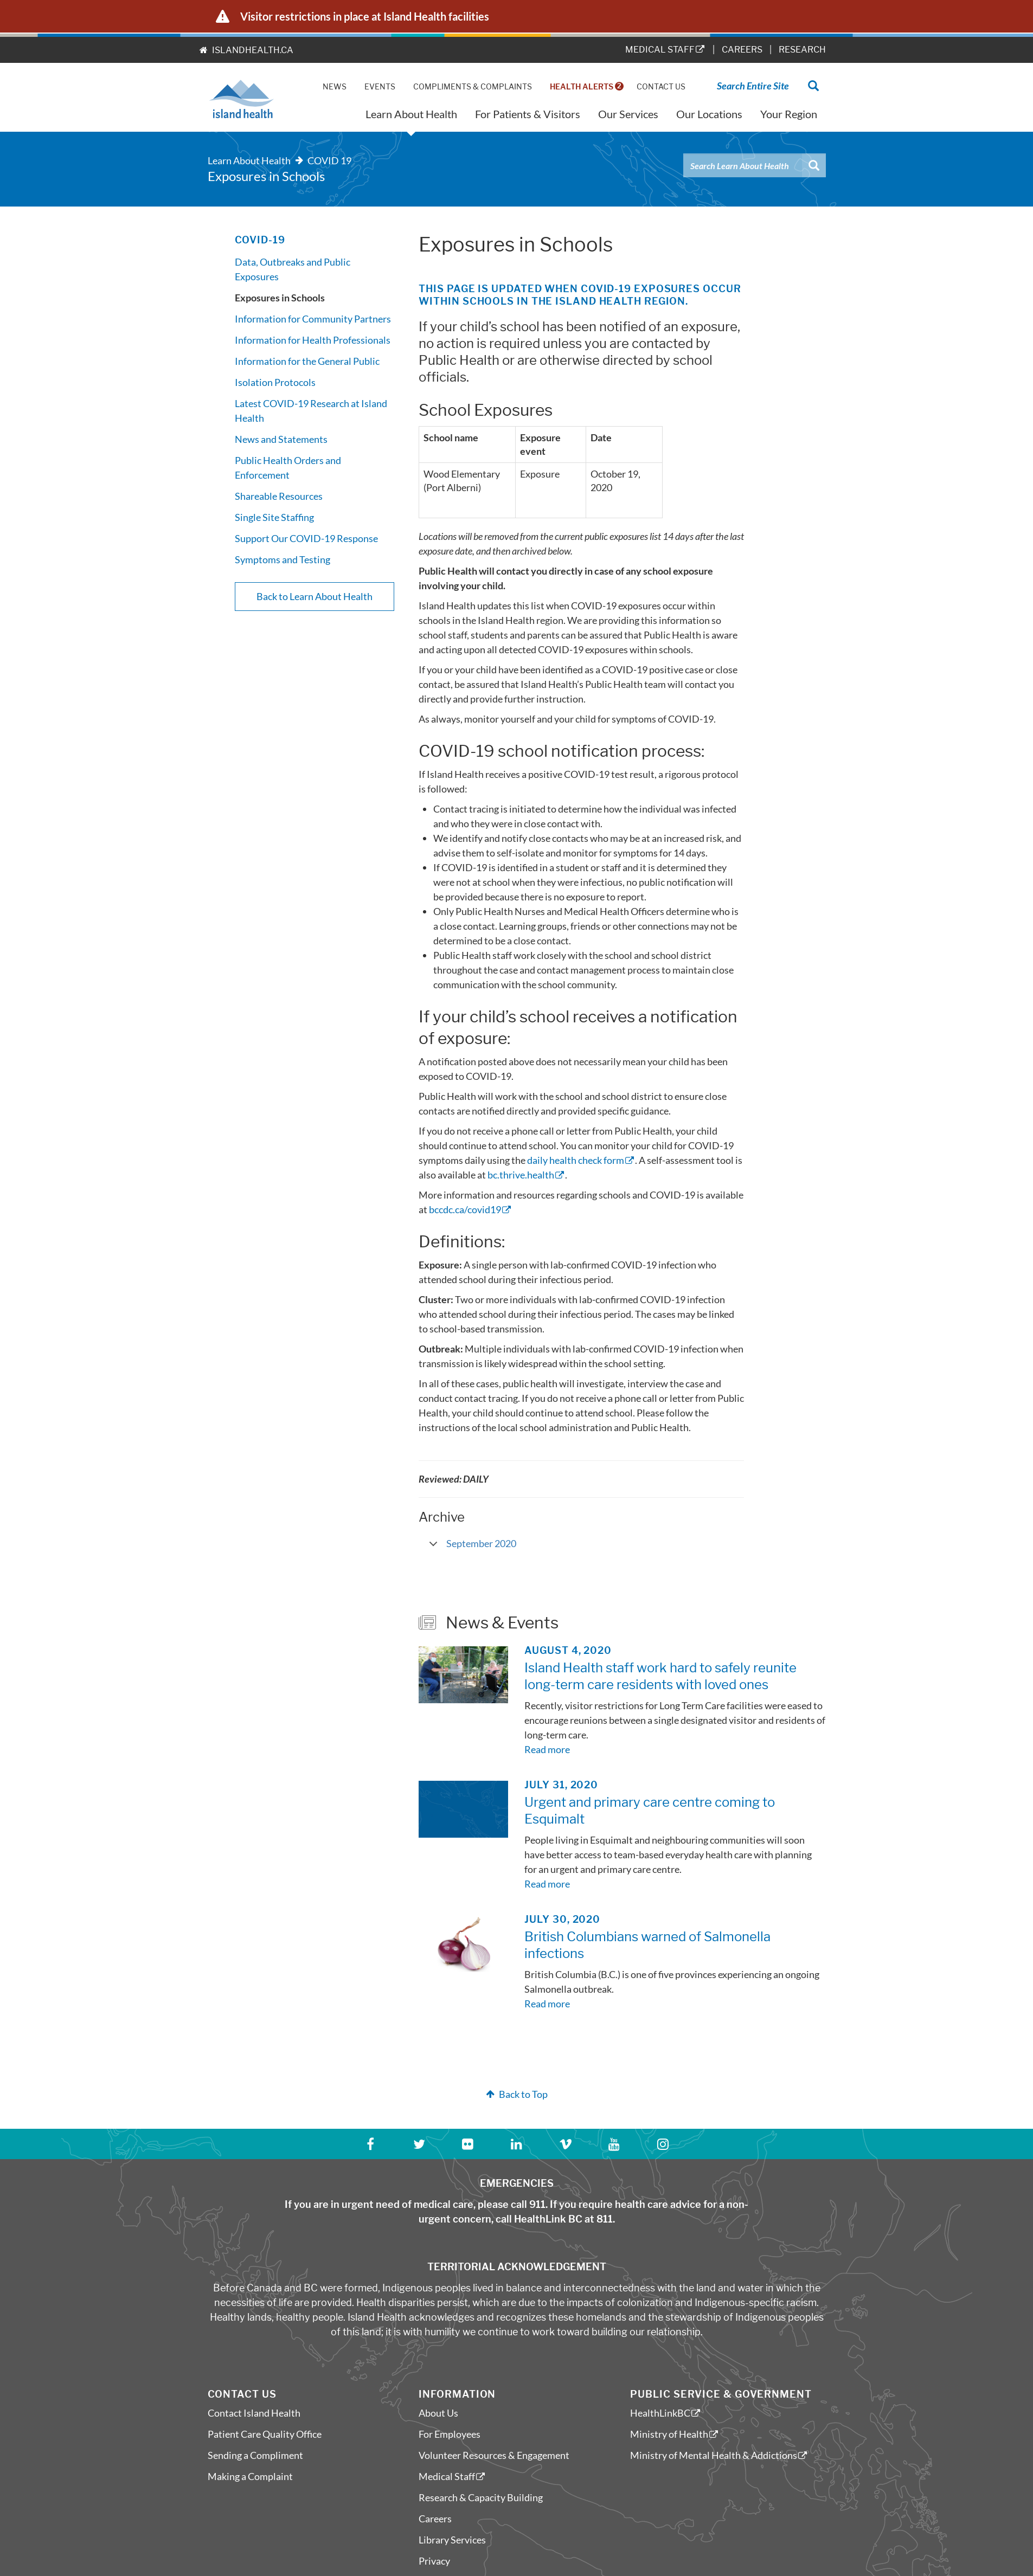 Visitor restrictions in place at Island Health facilities
ISLANDHEALTH.CA
MEDICAL STAFF | CAREERS | RESEARCH
island health
NEWS EVENTS COMPLIMENTS & COMPLAINTS HEALTH ALERTS 2 CONTACT US Search Entire Site
Learn About Health For Patients & Visitors Our Services Our Locations Your Region
Learn About Health COVID 19
Exposures in Schools
Search Learn About Health
COVID-19
Data, Outbreaks and Public
Exposures
Exposures in Schools
Information for Community Partners
Information for Health Professionals
Information for the General Public
Isolation Protocols
Latest COVID-19 Research at Island
Health
News and Statements
Public Health Orders and
Enforcement
Shareable Resources
Single Site Staffing
Support Our COVID-19 Response
Symptoms and Testing
Back to Learn About Health
Exposures in Schools
THIS PAGE IS UPDATED WHEN COVID-19 EXPOSURES OCCUR
WITHIN SCHOOLS IN THE ISLAND HEALTH REGION.
If your child's school has been notified of an exposure,
no action is required unless you are contacted by
Public Health or are otherwise directed by school
officials.
School Exposures
School name Exposure Date
event
Wood Elementary Exposure October 19,
(Port Alberni) 2020
Locations will be removed from the current public exposures list 14 days after the last
exposure date, and then archived below.
Public Health will contact you directly in case of any school exposure
involving your child.
Island Health updates this list when COVID-19 exposures occur within
schools in the Island Health region. We are providing this information so
school staff, students and parents can be assured that Public Health is aware
and acting upon all detected COVID-19 exposures within schools.
If you or your child have been identified as a COVID-19 positive case or close
contact, be assured that Island Health's Public Health team will contact you
directly and provide further instruction.
As always, monitor yourself and your child for symptoms of COVID-19.
COVID-19 school notification process:
If Island Health receives a positive COVID-19 test result, a rigorous protocol
is followed:
• Contact tracing is initiated to determine how the individual was infected
and who they were in close contact with.
• We identify and notify close contacts who may be at an increased risk, and
advise them to self-isolate and monitor for symptoms for 14 days.
• If COVID-19 is identified in a student or staff and it is determined they
were not at school when they were infectious, no public notification will
be provided because there is no exposure to report.
• Only Public Health Nurses and Medical Health Officers determine who is
a close contact. Learning groups, friends or other connections may not be
determined to be a close contact.
• Public Health staff work closely with the school and school district
throughout the case and contact management process to maintain close
communication with the school community.
If your child's school receives a notification
of exposure:
A notification posted above does not necessarily mean your child has been
exposed to COVID-19.
Public Health will work with the school and school district to ensure close
contacts are notified directly and provided specific guidance.
If you do not receive a phone call or letter from Public Health, your child
should continue to attend school. You can monitor your child for COVID-19
symptoms daily using the daily health check form. A self-assessment tool is
also available at bc.thrive.health.
More information and resources regarding schools and COVID-19 is available
at bccdc.ca/covid19
Definitions:
Exposure: A single person with lab-confirmed COVID-19 infection who
attended school during their infectious period.
Cluster: Two or more individuals with lab-confirmed COVID-19 infection
who attended school during their infectious period. The cases may be linked
to school-based transmission.
Outbreak: Multiple individuals with lab-confirmed COVID-19 infection when
transmission is likely widespread within the school setting.
In all of these cases, public health will investigate, interview the case and
conduct contact tracing. If you do not receive a phone call or letter from Public
Health, your child should continue to attend school. Please follow the
instructions of the local school administration and Public Health.
Reviewed: DAILY
Archive
September 2020
News & Events
AUGUST 4, 2020
Island Health staff work hard to safely reunite
long-term care residents with loved ones
Recently, visitor restrictions for Long Term Care facilities were eased to
encourage reunions between a single designated visitor and residents of
long-term care.
Read more
JULY 31, 2020
Urgent and primary care centre coming to
Esquimalt
People living in Esquimalt and neighbouring communities will soon
have better access to team-based everyday health care with planning
for an urgent and primary care centre.
Read more
JULY 30, 2020
British Columbians warned of Salmonella
infections
British Columbia (B.C.) is one of five provinces experiencing an ongoing
Salmonella outbreak.
Read more
Back to Top
EMERGENCIES
If you are in urgent need of medical care, please call 911. If you require health care advice for a non-
urgent concern, call HealthLink BC at 811.
TERRITORIAL ACKNOWLEDGEMENT
Before Canada and BC were formed, Indigenous peoples lived in balance and interconnectedness with the land and water in which the
necessities of life are provided. Health disparities persist, which are due to the impacts of colonization and Indigenous-specific racism.
Healthy lands, healthy people. Island Health acknowledges and recognizes these homelands and the stewardship of Indigenous peoples
of this land; it is with humility we continue to work toward building our relationship.
CONTACT US
Contact Island Health
Patient Care Quality Office
Sending a Compliment
Making a Complaint
INFORMATION
About Us
For Employees
Volunteer Resources & Engagement
Medical Staff
Research & Capacity Building
Careers
Library Services
Privacy
PUBLIC SERVICE & GOVERNMENT
HealthLinkBC
Ministry of Health
Ministry of Mental Health & Addictions